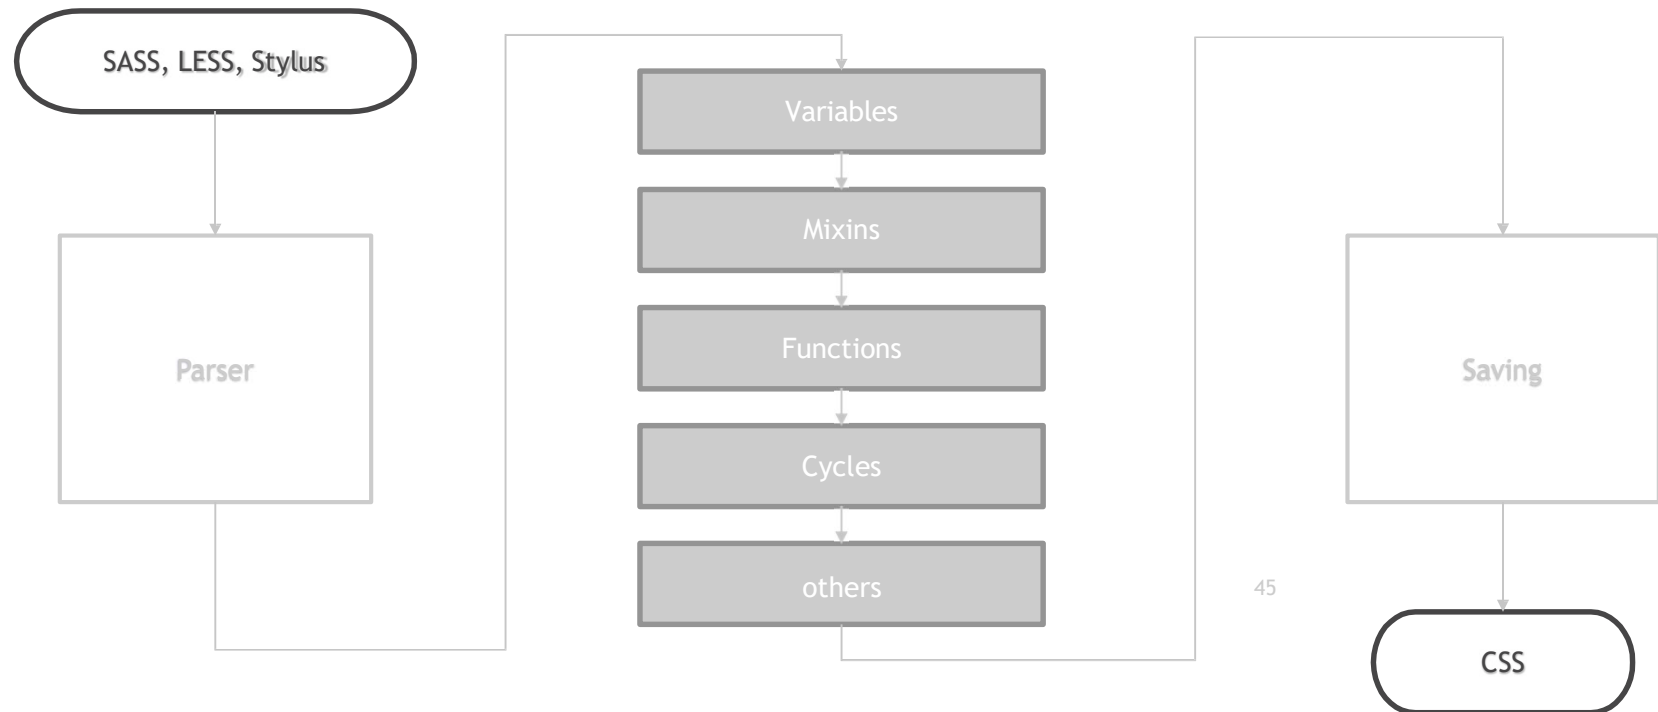 SASS, LESS, Stylus
Parser
Variables
Mixins
Functions
Cycles
others
Saving
45
CSS